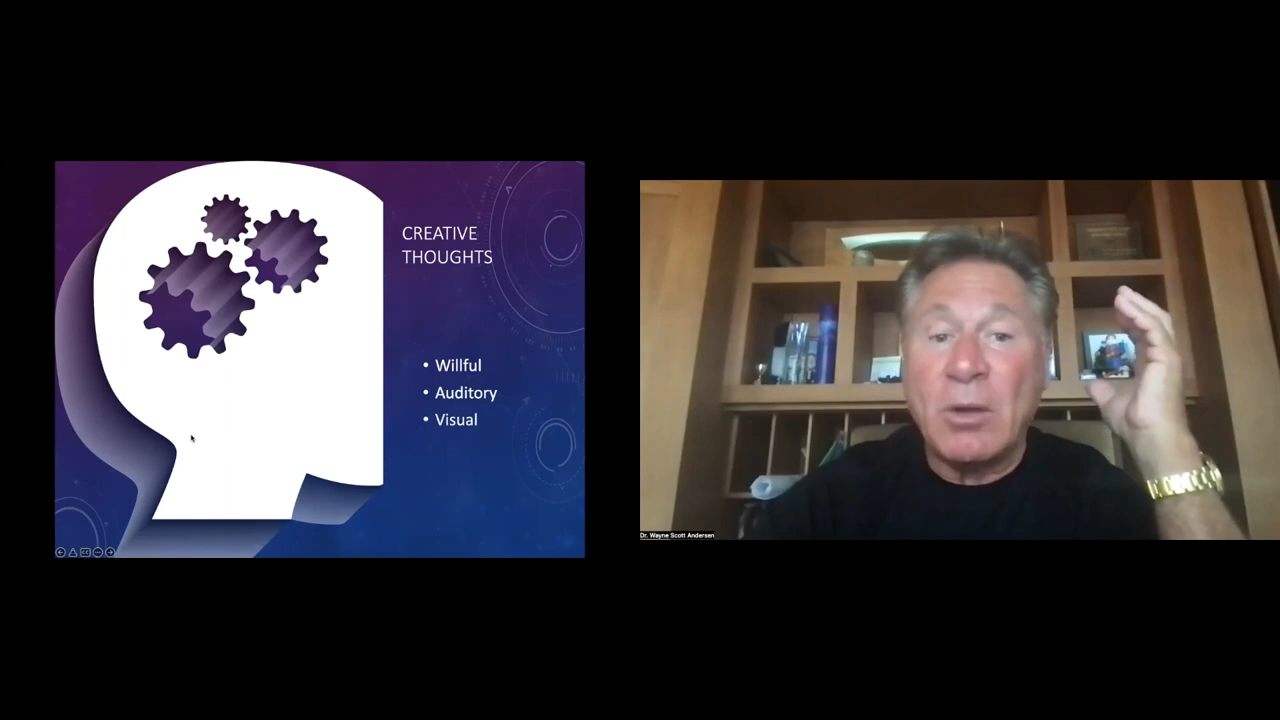 CREATIVE
THOUGHTS
• Willful
• Auditory
• Visual
Dr. Wayne Scott Andersen